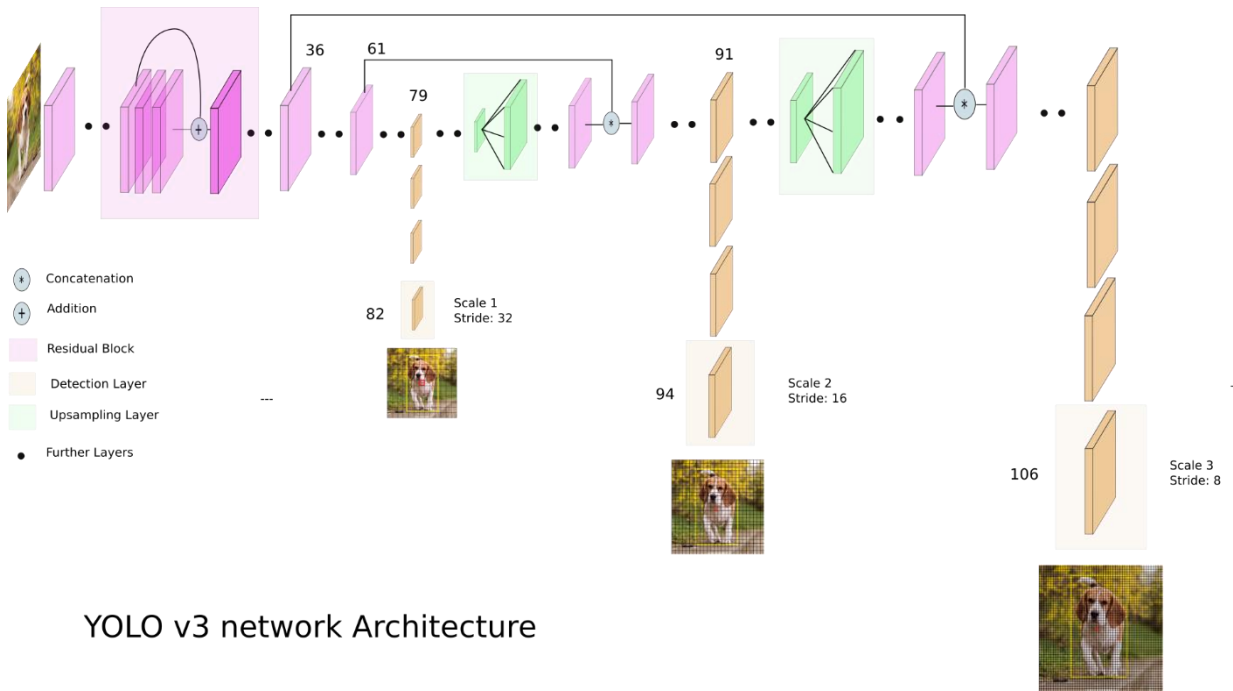 36
61
79
91
*
+
*
* Concatenation
+ Addition
Residual Block
Detection Layer
Upsampling Layer
Further Layers
---
82
Scale 1
Stride: 32
94
Scale 2
Stride: 16
106
Scale 3
Stride: 8
YOLO v3 network Architecture